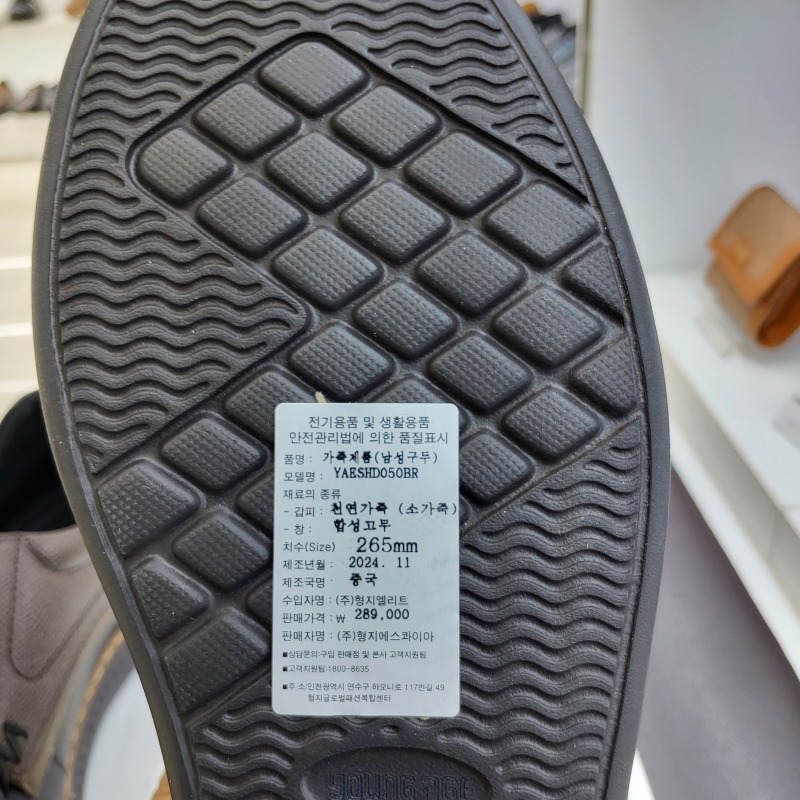 전기용품 및 생활용품
안전관리법에 의한 품질표시
품명 : 가죽제품(남성구두)
모델명 : YAESHD050BR
재료의 종류
- 갑피 : 천연가죽 (소가죽)
- 창 : 합성고무
치수(Size) 265mm
제조년월 : 2024. 11
제조국명 : 중국
수입자명 : (주)형지엘리트
판매가격 : ₩ 289,000
판매자명 : (주)형지에스콰이아
■상담문의:구입 판매점 및 본사 고객지원팀
■고객지원팀:1800-8635
■주 소:인천광역시 연수구 하모니로 117번길 49
형지글로벌패션복합센터
YOUNG AGE